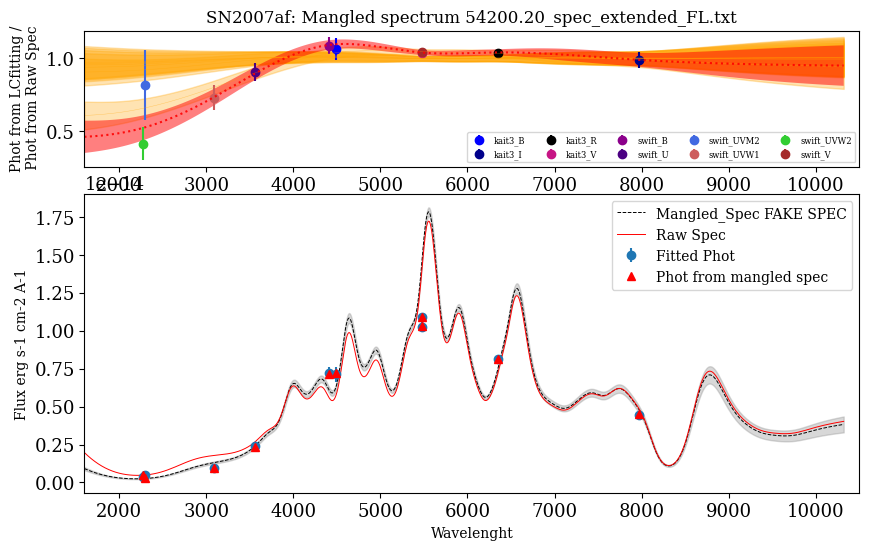 SN2007af: Mangled spectrum 54200.20_spec_extended_FL.txt
Phot from LCfitting /
Phot from Raw Spec
1.0
0.5
kait3_B kait3_R swift_B swift_UVM2 swift_UVW2
kait3_I kait3_V swift_U swift_UVW1 swift_V
2000 3000 4000 5000 6000 7000 8000 9000 10000
1e−14
Flux erg s-1 cm-2 A-1
1.75
1.50
1.25
1.00
0.75
0.50
0.25
0.00
Mangled_Spec FAKE SPEC
Raw Spec
Fitted Phot
Phot from mangled spec
2000 3000 4000 5000 6000 7000 8000 9000 10000
Wavelenght